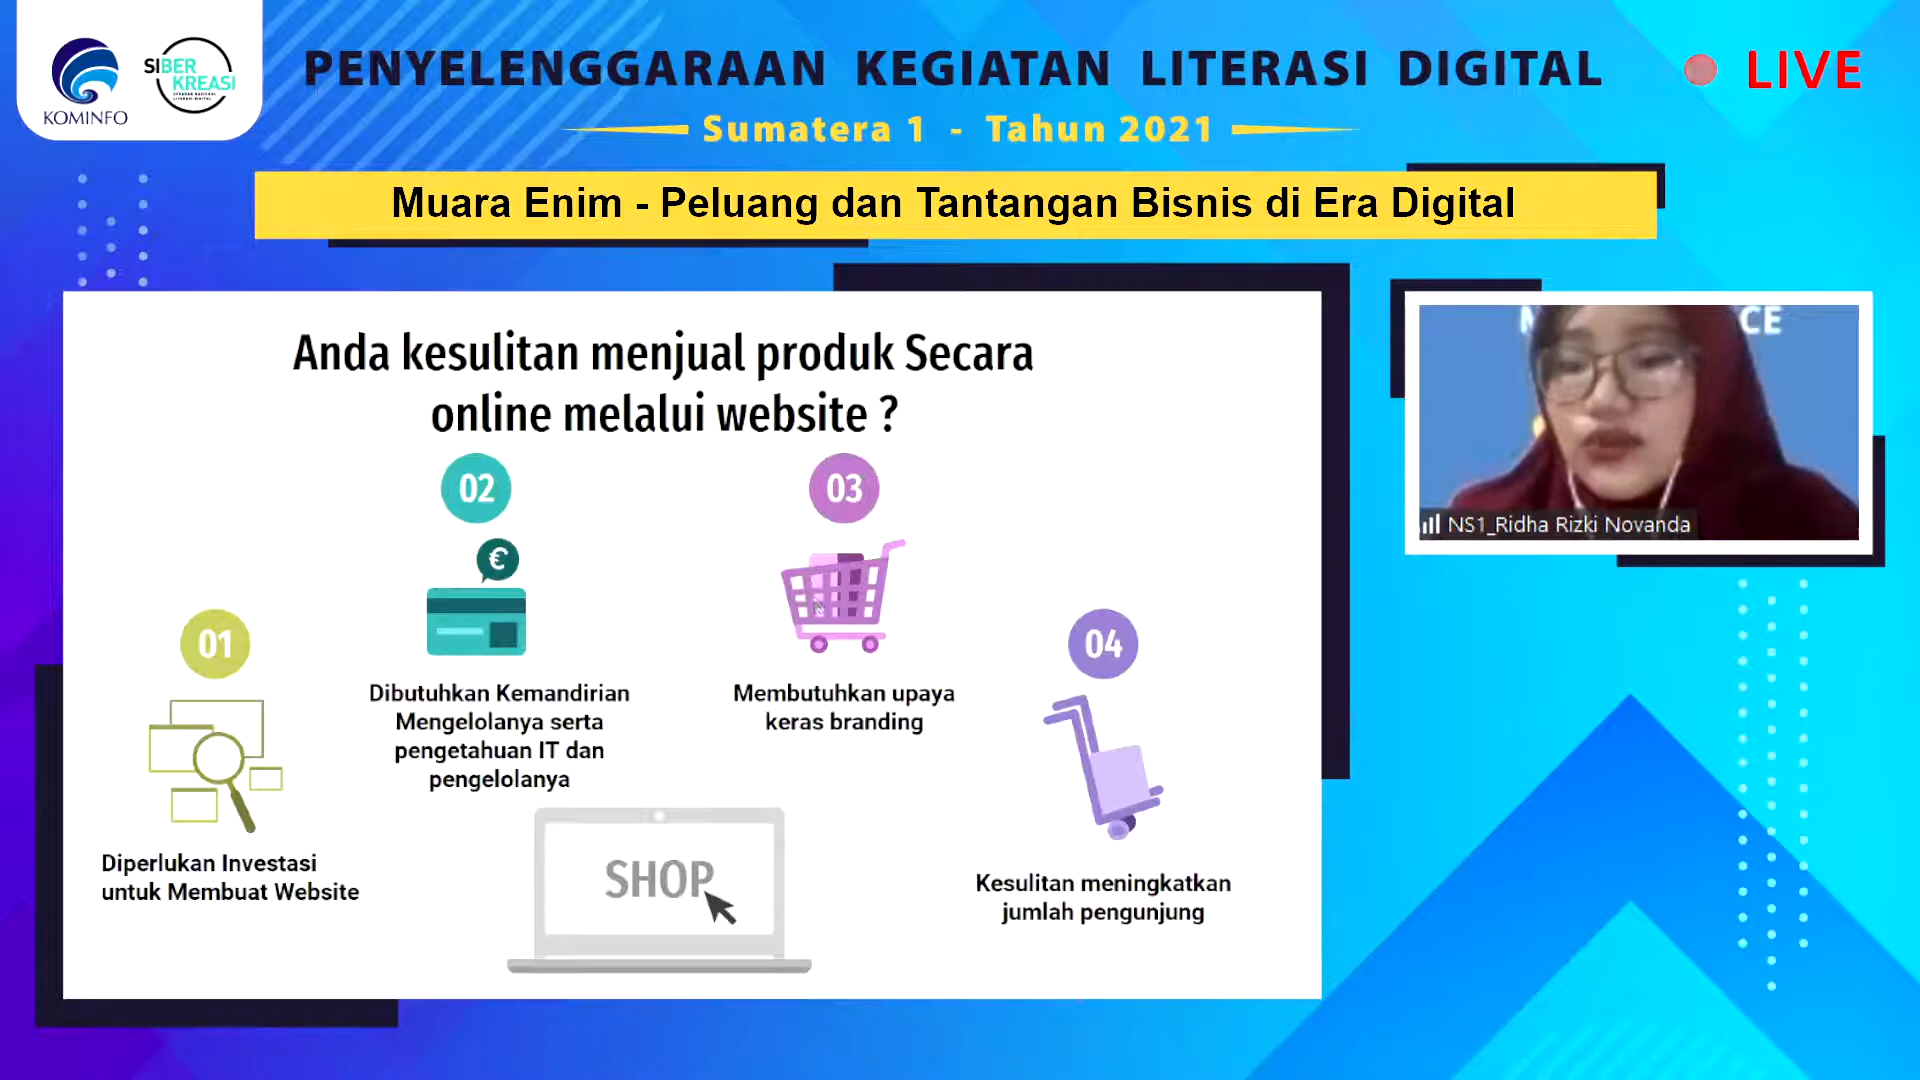 KOMINFO
SIBER
KREASI
PENYELENGGARAAN KEGIATAN LITERASI DIGITAL
LIVE
Sumatera 1 - Tahun 2021
Muara Enim - Peluang dan Tantangan Bisnis di Era Digital
Anda kesulitan menjual produk Secara
online melalui website ?
01
Diperlukan Investasi
untuk Membuat Website
02
€
Dibutuhkan Kemandirian
Mengelolanya serta
pengetahuan IT dan
pengelolanya
03
Membutuhkan upaya
keras branding
04
Kesulitan meningkatkan
jumlah pengunjung
SHOP
CE
NS1_Ridha Rizki Novanda